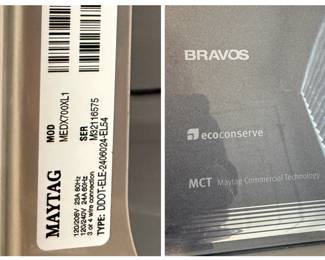 MAYTAG
MOD
MEDX700XL1
SER
M32116575
120/208V 23A 60Hz
120/240V 24A 60Hz
3 or 4 wire connection
TYPE: DDOT-ELE-2406024-EL54
BRAVOS
ecoconserve
MCT Maytag Commercial Technology